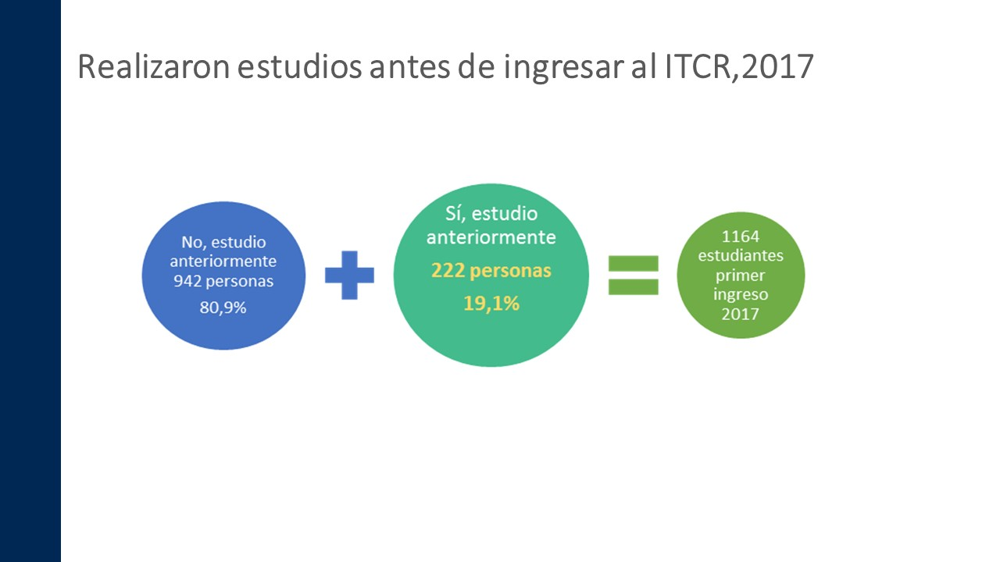 Realizaron estudios antes de ingresar al ITCR,2017
No, estudio
anteriormente
942 personas
80,9%
Sí, estudio
anteriormente
222 personas
19,1%
1164
estudiantes
primer
ingreso
2017